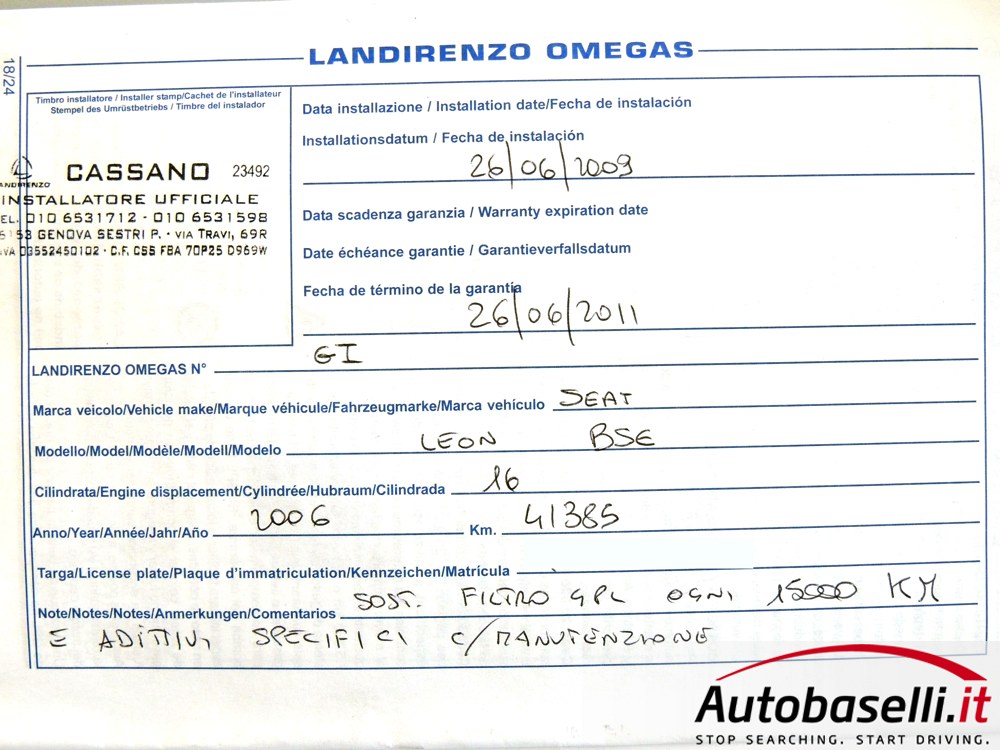 LANDIRENZO OMEGAS
18/24
Timbro installatore / Installer stamp/Cachet de l'installateur
Stempel des Umrüstbetriebs / Timbre del instalador
CASSANO 23492
INSTALLATORE UFFICIALE
TEL. 010 6531712 - 010 6531598
GENOVA SESTRI P. • VIA TRAVI, 69R
03552450102 • C.F. CSS FBA 70P25 D969W
Data installazione / Installation date/Fecha de instalación
Installationsdatum / Fecha de instalación
26/06/2009
Data scadenza garanzia / Warranty expiration date
Date échéance garantie / Garantieverfallsdatum
Fecha de término de la garantía
26/06/2011
LANDIRENZO OMEGAS N° GI
Marca veicolo/Vehicle make/Marque véhicule/Fahrzeugmarke/Marca vehículo SEAT
Modello/Model/Modèle/Modell/Modelo LEON BSE
Cilindrata/Engine displacement/Cylindrée/Hubraum/Cilindrada 16
Anno/Year/Année/Jahr/Año 2006 Km. 41385
Targa/License plate/Plaque d'immatriculation/Kennzeichen/Matrícula
Note/Notes/Notes/Anmerkungen/Comentarios SOST. FILTRO GPL OGNI 15000 KM
E ADITIVI SPECIFICI C/MANUTENZIONE
Autobaselli.it
STOP SEARCHING. START DRIVING.